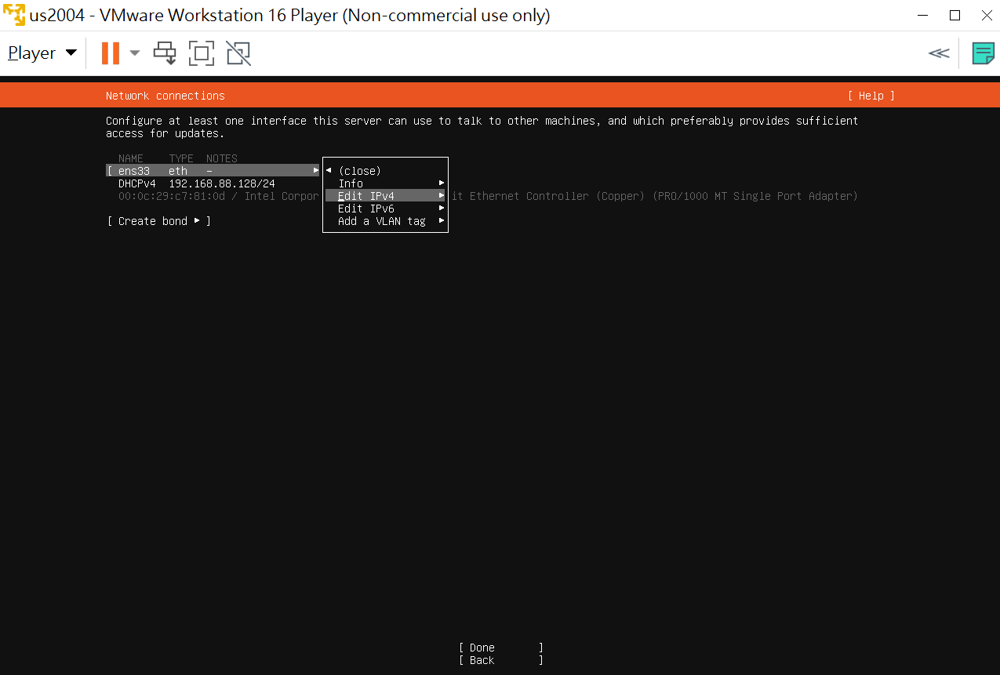 us2004 - VMware Workstation 16 Player (Non-commercial use only)
Player
Network connections [ Help ]
Configure at least one interface this server can use to talk to other machines, and which preferably provides sufficient
access for updates.
NAME TYPE NOTES
[ ens33 eth – ▸ ◂ (close)
DHCPv4 192.168.88.128/24 Info ▸
00:0c:29:c7:81:0d / Intel Corpor Edit IPv4 ▸ it Ethernet Controller (Copper) (PRO/1000 MT Single Port Adapter)
Edit IPv6 ▸
[ Create bond ▸ ] Add a VLAN tag ▸
[ Done ]
[ Back ]